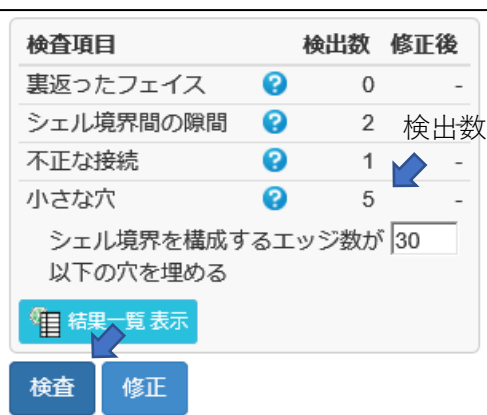 検査項目 検出数 修正後
裏返ったフェイス ? 0 -
シェル境界間の隙間 ? 2 -
検出数
不正な接続 ? 1 -
小さな穴 ? 5 -
シェル境界を構成するエッジ数が 30
以下の穴を埋める
結果一覧 表示
検査 修正